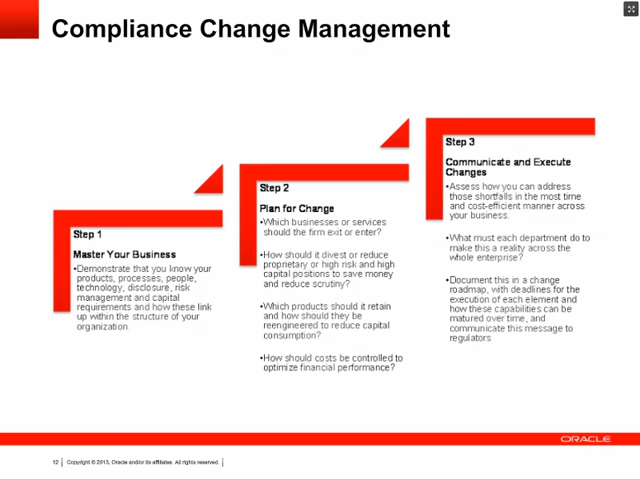 Compliance Change Management
Step 1
Master Your Business
•Demonstrate that you know your
products, processes, people,
technology, disclosure, risk
management and capital
requirements and how these link
up within the structure of your
organization.
Step 2
Plan for Change
•Which businesses or services
should the firm exit or enter?
•How should it divest or reduce
proprietary or high risk and high
capital positions to save money
and reduce scrutiny?
•Which products should it retain
and how should they be
reengineered to reduce capital
consumption?
•How should costs be controlled to
optimize financial performance?
Step 3
Communicate and Execute
Changes
•Assess how you can address
those shortfalls in the most time
and cost-efficient manner across
your business.
•What must each department do to
make this a reality across the
whole enterprise?
•Document this in a change
roadmap, with deadlines for the
execution of each element and
how these capabilities can be
matured over time, and
communicate this message to
regulators
ORACLE
12 | Copyright © 2013, Oracle and/or its affiliates. All rights reserved. |